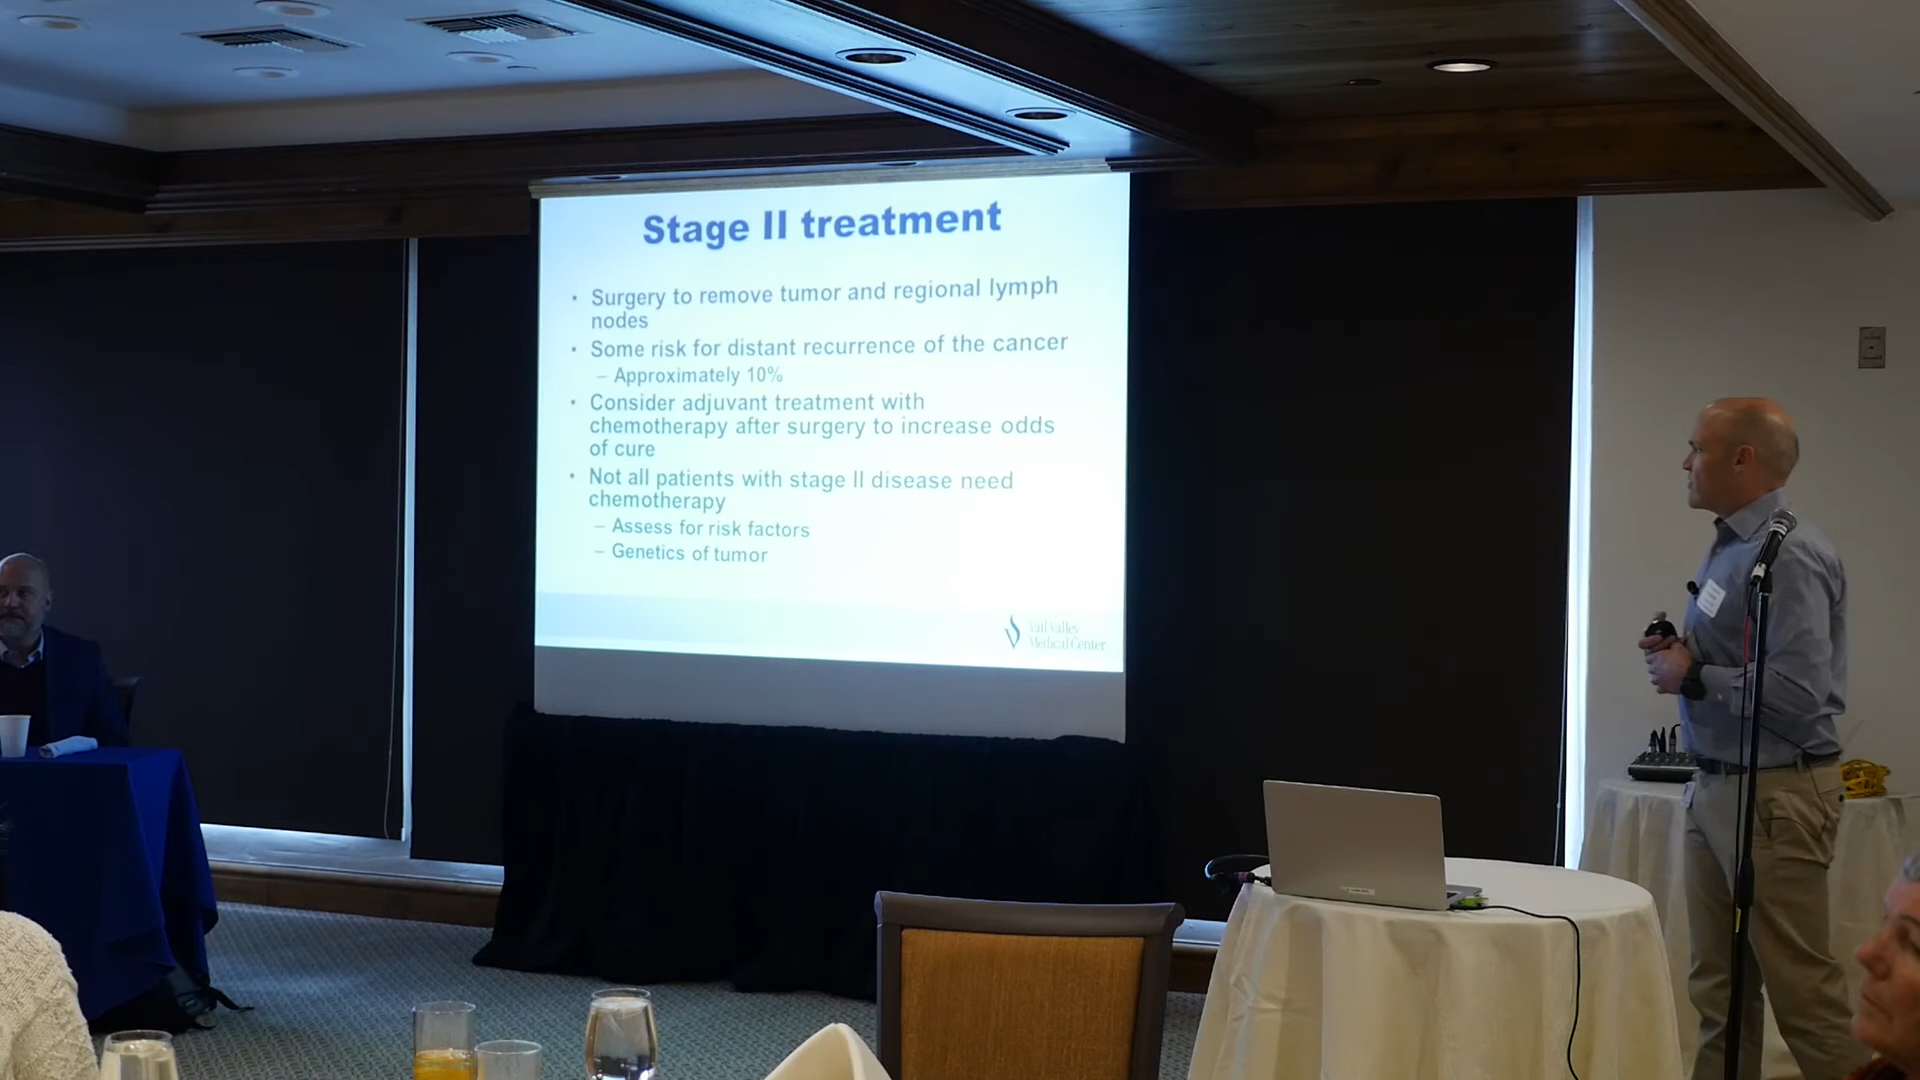 Stage II treatment
• Surgery to remove tumor and regional lymph
nodes
• Some risk for distant recurrence of the cancer
– Approximately 10%
• Consider adjuvant treatment with
chemotherapy after surgery to increase odds
of cure
• Not all patients with stage II disease need
chemotherapy
– Assess for risk factors
– Genetics of tumor
Vail Valley
Medical Center